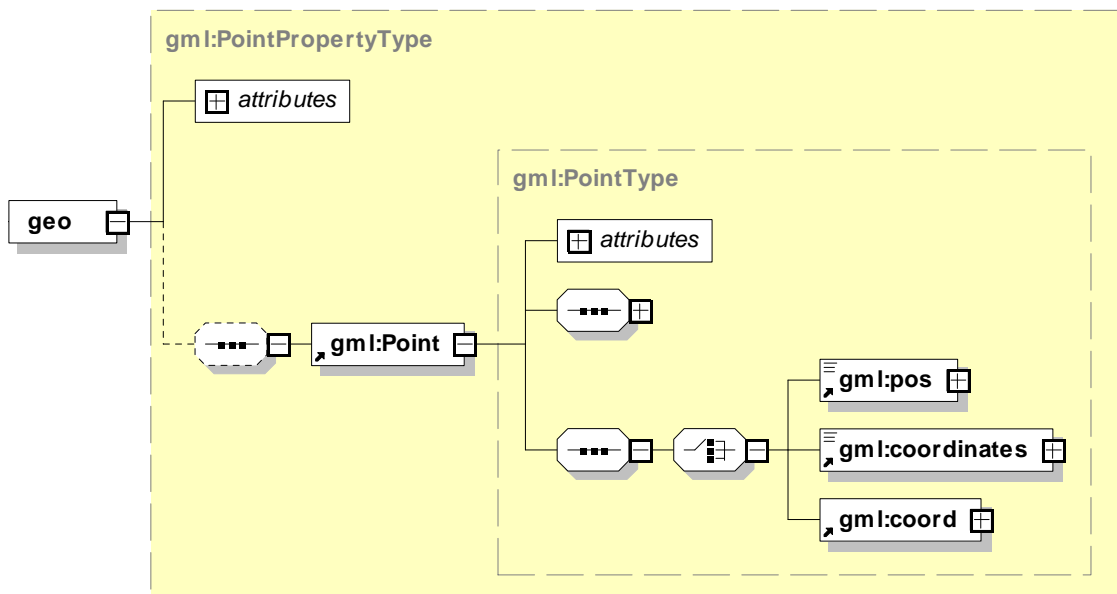 gml:PointPropertyType
attributes
gml:PointType
geo
attributes
gml:Point
gml:pos
gml:coordinates
gml:coord